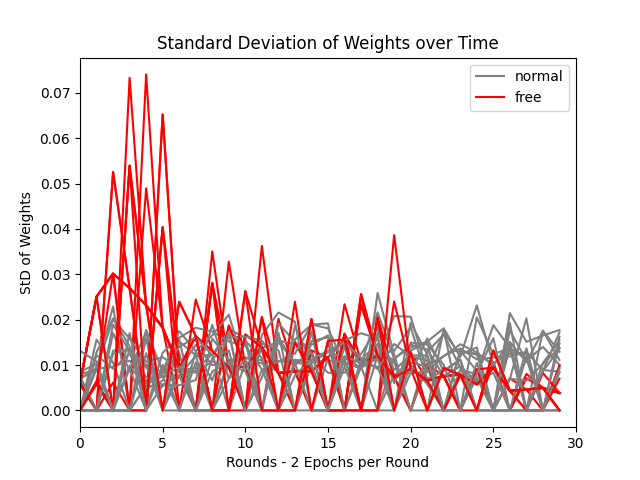 Standard Deviation of Weights over Time
normal
free
StD of Weights
0.07
0.06
0.05
0.04
0.03
0.02
0.01
0.00
0 5 10 15 20 25 30
Rounds - 2 Epochs per Round